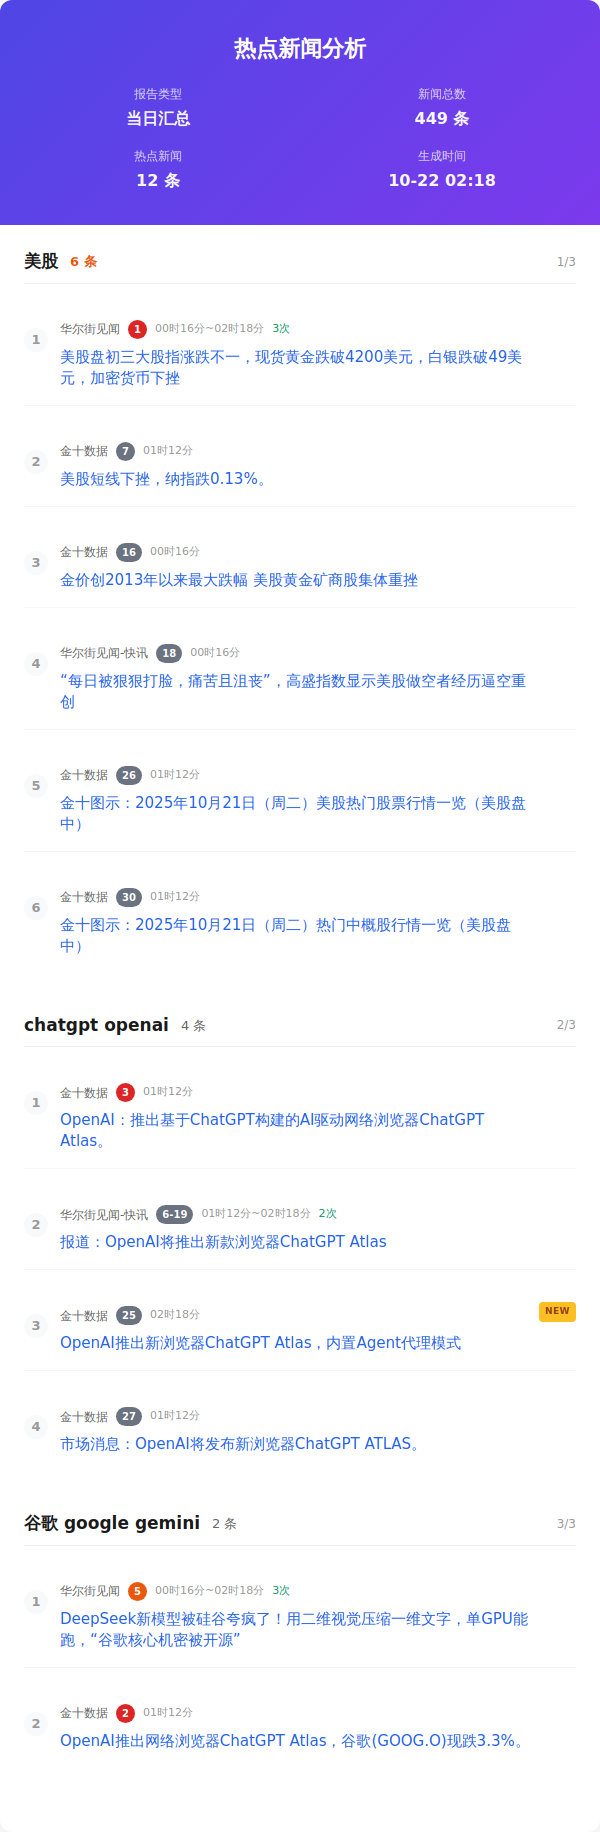 热点新闻分析
报告类型
新闻总数
当日汇总
449 条
热点新闻
生成时间
12 条
10-22 02:18
美股 6 条 1/3
1
华尔街见闻 1 00时16分~02时18分 3次
美股盘初三大股指涨跌不一，现货黄金跌破4200美元，白银跌破49美
元，加密货币下挫
2
金十数据 7 01时12分
美股短线下挫，纳指跌0.13%。
3
金十数据 16 00时16分
金价创2013年以来最大跌幅 美股黄金矿商股集体重挫
4
华尔街见闻-快讯 18 00时16分
“每日被狠狠打脸，痛苦且沮丧”，高盛指数显示美股做空者经历逼空重
创
5
金十数据 26 01时12分
金十图示：2025年10月21日（周二）美股热门股票行情一览（美股盘
中）
6
金十数据 30 01时12分
金十图示：2025年10月21日（周二）热门中概股行情一览（美股盘
中）
chatgpt openai 4 条 2/3
1
金十数据 3 01时12分
OpenAI：推出基于ChatGPT构建的AI驱动网络浏览器ChatGPT
Atlas。
2
华尔街见闻-快讯 6-19 01时12分~02时18分 2次
报道：OpenAI将推出新款浏览器ChatGPT Atlas
3
金十数据 25 02时18分 NEW
OpenAI推出新浏览器ChatGPT Atlas，内置Agent代理模式
4
金十数据 27 01时12分
市场消息：OpenAI将发布新浏览器ChatGPT ATLAS。
谷歌 google gemini 2 条 3/3
1
华尔街见闻 5 00时16分~02时18分 3次
DeepSeek新模型被硅谷夸疯了！用二维视觉压缩一维文字，单GPU能
跑，“谷歌核心机密被开源”
2
金十数据 2 01时12分
OpenAI推出网络浏览器ChatGPT Atlas，谷歌(GOOG.O)现跌3.3%。